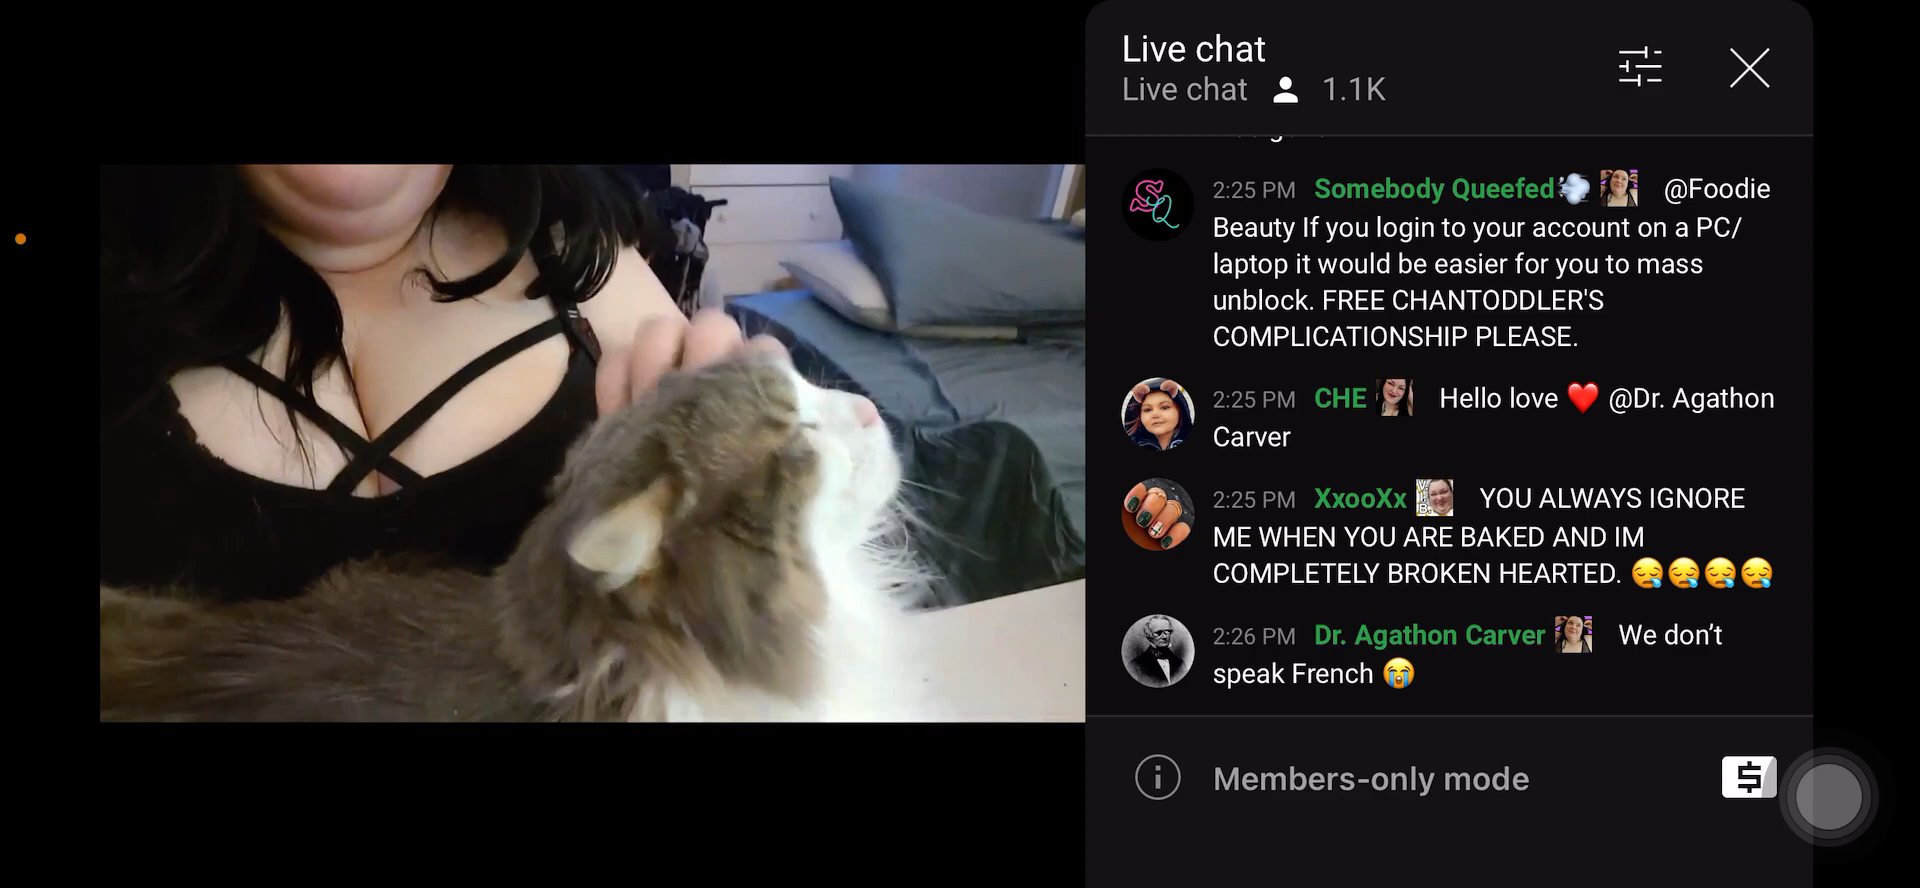 Live chat
Live chat 1.1K
2:25 PM Somebody Queefed💨 @Foodie
Beauty If you login to your account on a PC/
laptop it would be easier for you to mass
unblock. FREE CHANTODDLER'S
COMPLICATIONSHIP PLEASE.
2:25 PM CHE Hello love ❤️ @Dr. Agathon
Carver
2:25 PM XxooXx YOU ALWAYS IGNORE
ME WHEN YOU ARE BAKED AND IM
COMPLETELY BROKEN HEARTED. 😪😪😪😪
2:26 PM Dr. Agathon Carver We don’t
speak French 😭
Members-only mode